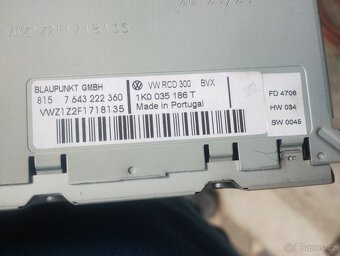 VWZ1Z2F1718135
BLAUPUNKT GMBH
VW RCD 300 BVX
815 7 643 222 360
1K0 035 186 T
VWZ1Z2F1718135
Made in Portugal
FD 4706
HW 034
SW 0045